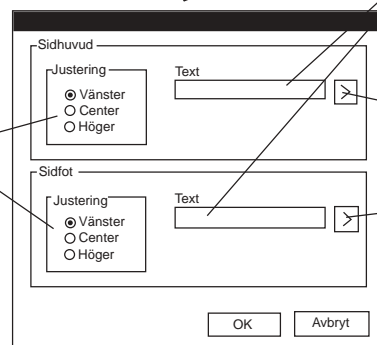 Sidhuvud
Justering
Text
Vänster
Center
Höger
Sidfot
Justering
Text
Vänster
Center
Höger
OK
Avbryt